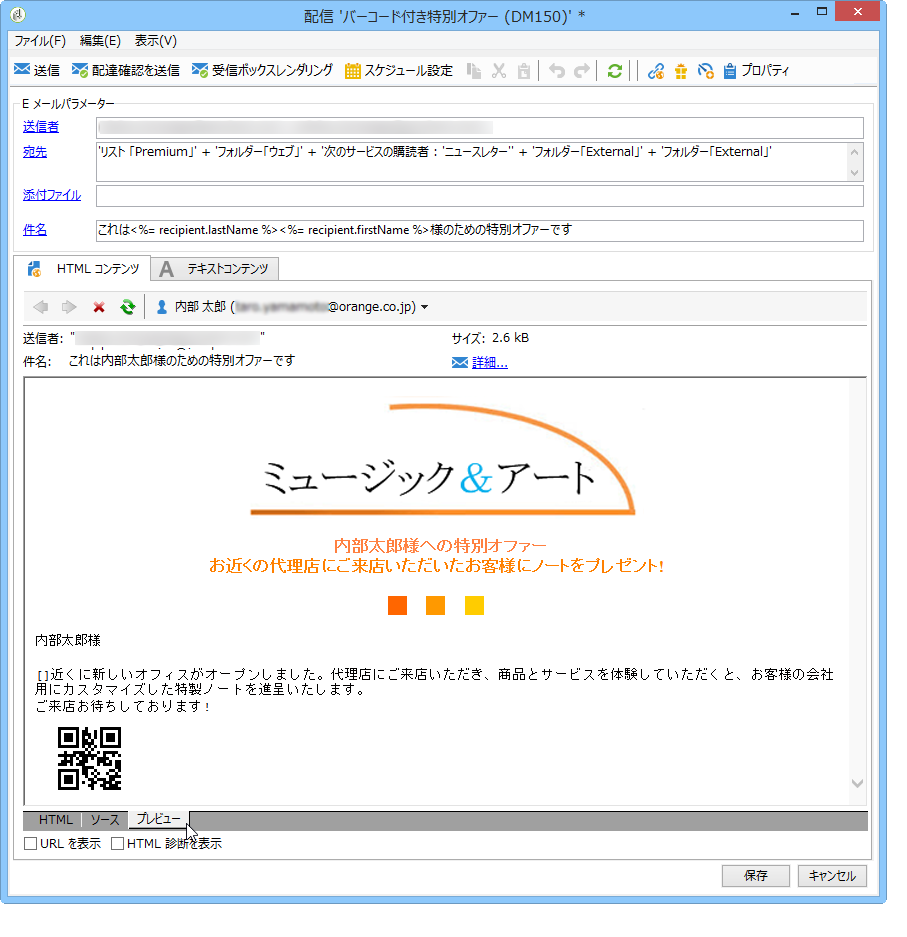 配信 'バーコード付き特別オファー (DM150)' *
ファイル(F) 編集(E) 表示(V)
送信 配達確認を送信 受信ボックスレンダリング スケジュール設定 プロパティ
E メールパラメーター
送信者
宛先 'リスト「Premium」' + 'フォルダー「ウェブ」' + '次のサービスの購読者：'ニュースレター'' + 'フォルダー「External」' + 'フォルダー「External」'
添付ファイル
件名 これは<%= recipient.lastName %><%= recipient.firstName %>様のための特別オファーです
HTML コンテンツ テキストコンテンツ
内部 太郎 (@orange.co.jp)
送信者: "" サイズ: 2.6 kB
件名: これは内部太郎様のための特別オファーです 詳細...
ミュージック&アート
内部太郎様への特別オファー
お近くの代理店にご来店いただいたお客様にノートをプレゼント!
内部太郎様
[]近くに新しいオフィスがオープンしました。代理店にご来店いただき、商品とサービスを体験していただくと、お客様の会社
用にカスタマイズした特製ノートを進呈いたします。
ご来店お待ちしております!
HTML ソース プレビュー
URL を表示 HTML 診断を表示
保存 キャンセル